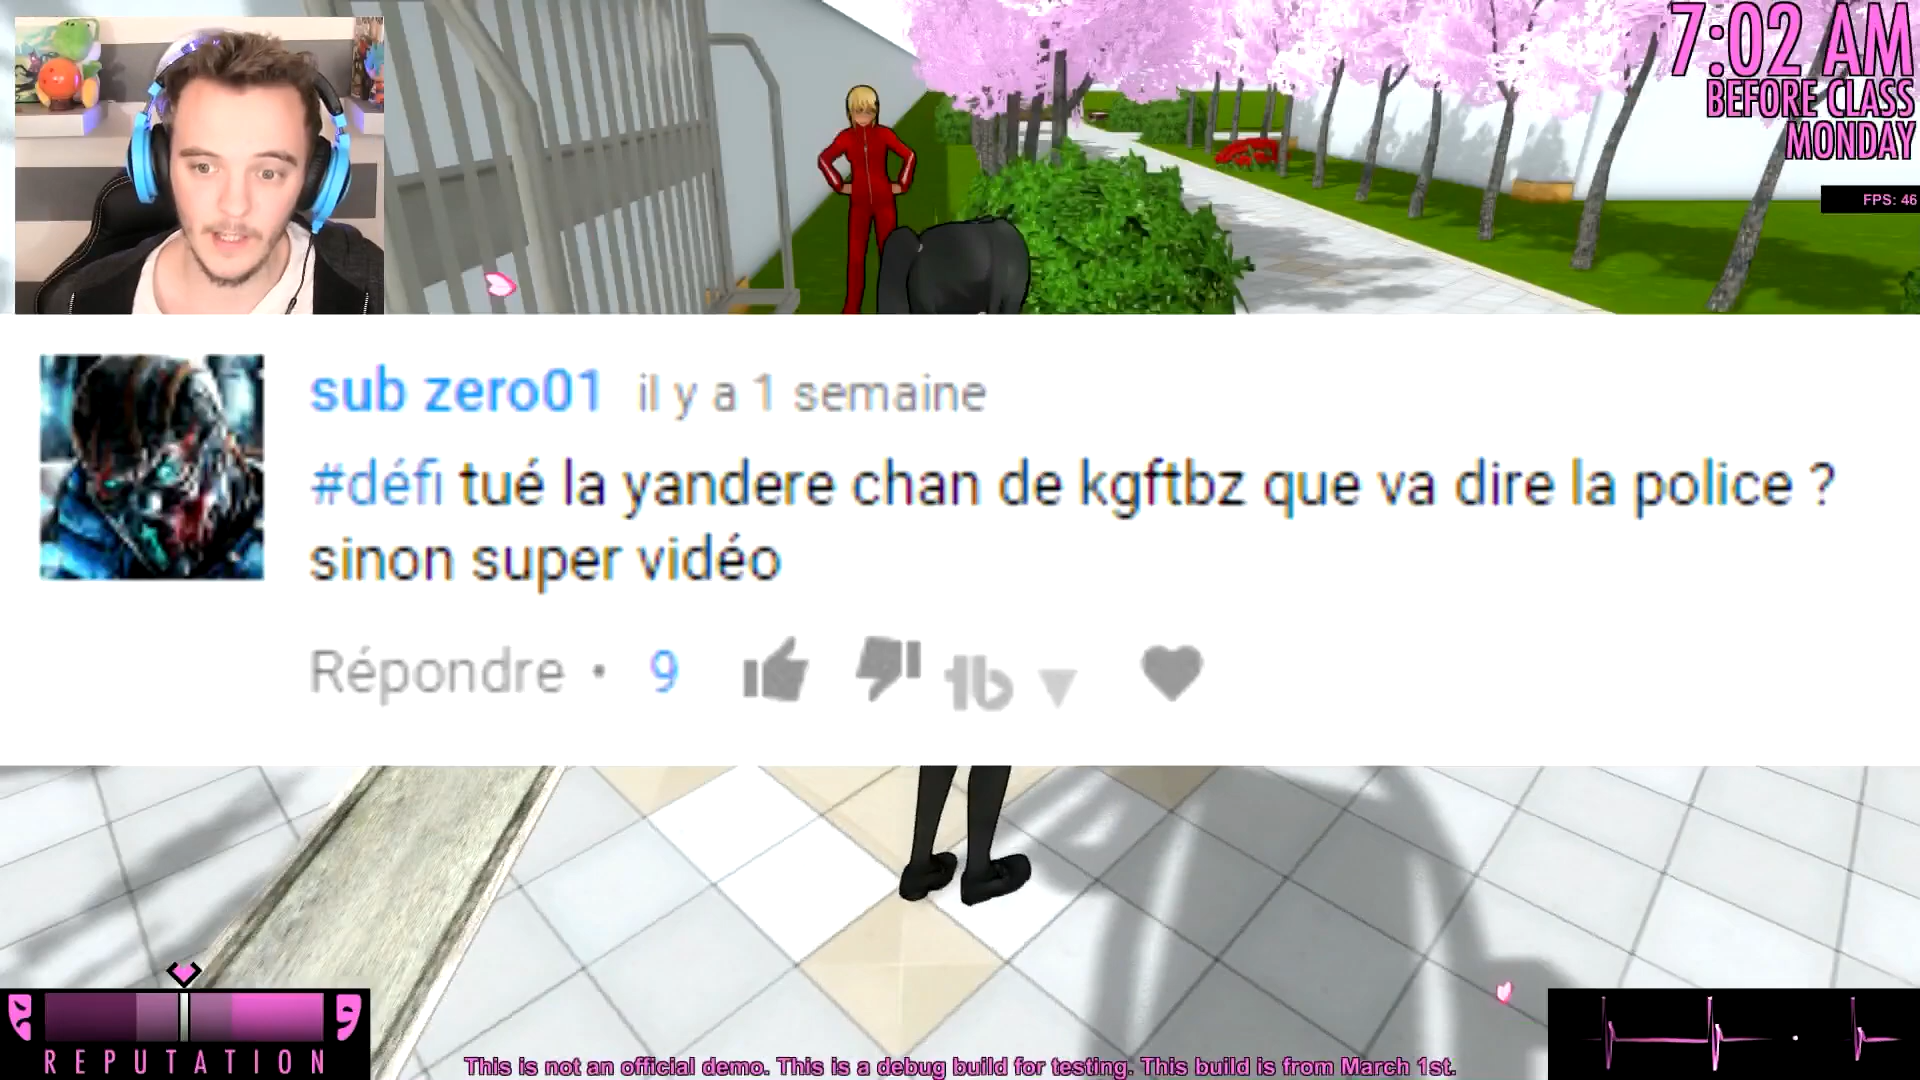 7:02 AM
BEFORE CLASS
MONDAY
FPS: 46
sub zero01 il y a 1 semaine
#défi tué la yandere chan de kgftbz que va dire la police ?
sinon super vidéo
Répondre • 9
REPUTATION
This is not an official demo. This is a debug build for testing. This build is from March 1st.